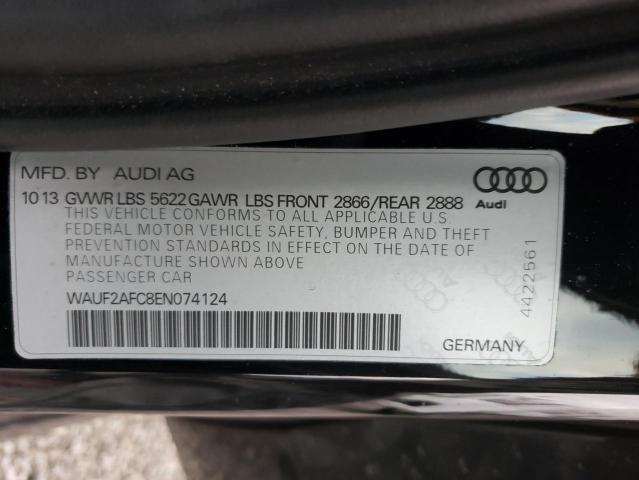 MFD. BY AUDI AG
10 13 GVWR LBS 5622 GAWR LBS FRONT 2866/REAR 2888
Audi
THIS VEHICLE CONFORMS TO ALL APPLICABLE U.S.
FEDERAL MOTOR VEHICLE SAFETY, BUMPER AND THEFT
PREVENTION STANDARDS IN EFFECT ON THE DATE OF
MANUFACTURE SHOWN ABOVE
PASSENGER CAR
WAUF2AFC8EN074124
4422561
GERMANY